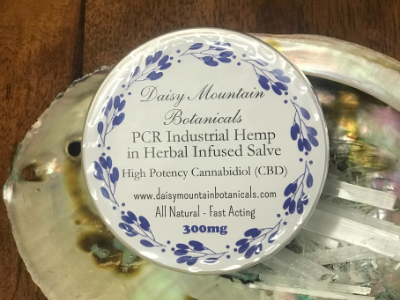 Daisy Mountain
Botanicals
PCR Industrial Hemp
in Herbal Infused Salve
High Potency Cannabidiol (CBD)
www.daisymountainbotanicals.com
All Natural - Fast Acting
300mg